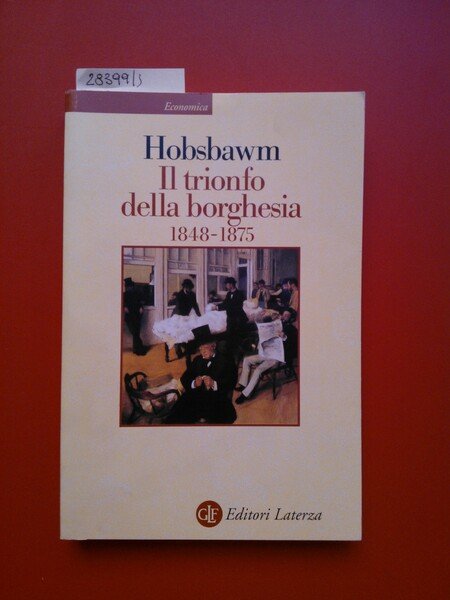 28399/s
Economica
Hobsbawm
Il trionfo
della borghesia
1848-1875
GLF Editori Laterza